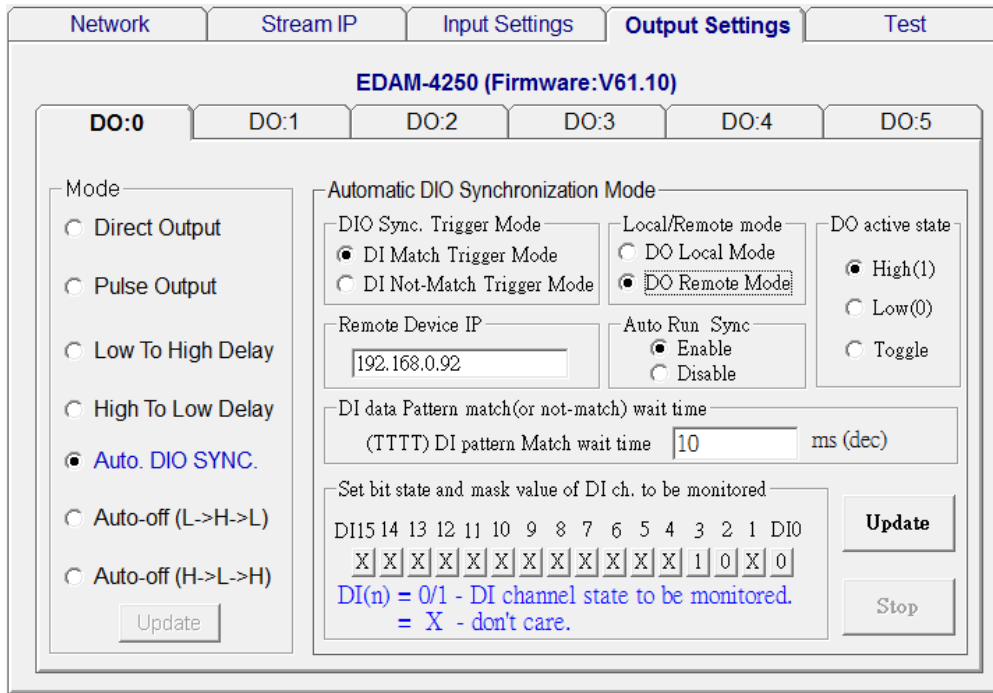 Network Stream IP Input Settings Output Settings Test
EDAM-4250 (Firmware:V61.10)
DO:0 DO:1 DO:2 DO:3 DO:4 DO:5
Mode
Direct Output
Pulse Output
Low To High Delay
High To Low Delay
Auto. DIO SYNC.
Auto-off (L->H->L)
Auto-off (H->L->H)
Update
Automatic DIO Synchronization Mode
DIO Sync. Trigger Mode
DI Match Trigger Mode
DI Not-Match Trigger Mode
Local/Remote mode
DO Local Mode
DO Remote Mode
DO active state
High(1)
Low(0)
Toggle
Remote Device IP
192.168.0.92
Auto Run Sync
Enable
Disable
DI data Pattern match(or not-match) wait time
(TTTT) DI pattern Match wait time 10 ms (dec)
Set bit state and mask value of DI ch. to be monitored
DI15 14 13 12 11 10 9 8 7 6 5 4 3 2 1 DI0
X X X X X X X X X X X X 1 0 X 0
DI(n) = 0/1 - DI channel state to be monitored.
= X - don't care.
Update
Stop